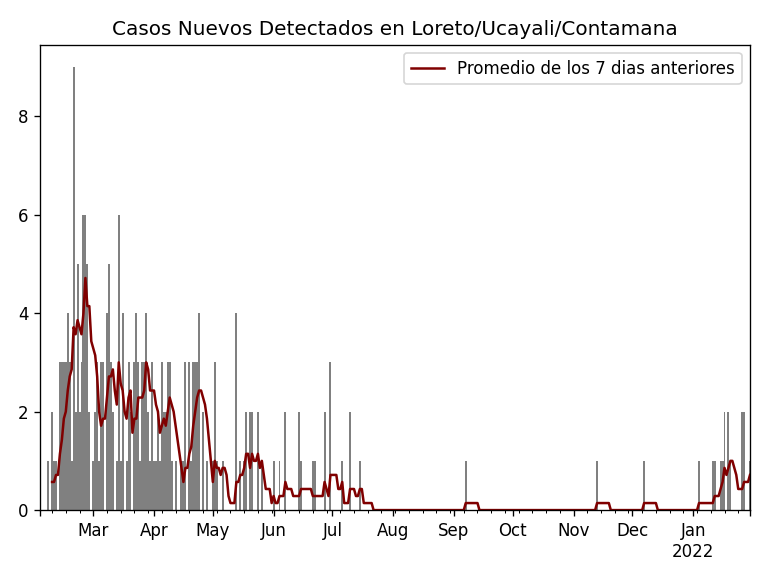 Casos Nuevos Detectados en Loreto/Ucayali/Contamana
Promedio de los 7 dias anteriores
8
6
4
2
0
Mar Apr May Jun Jul Aug Sep Oct Nov Dec Jan
2022